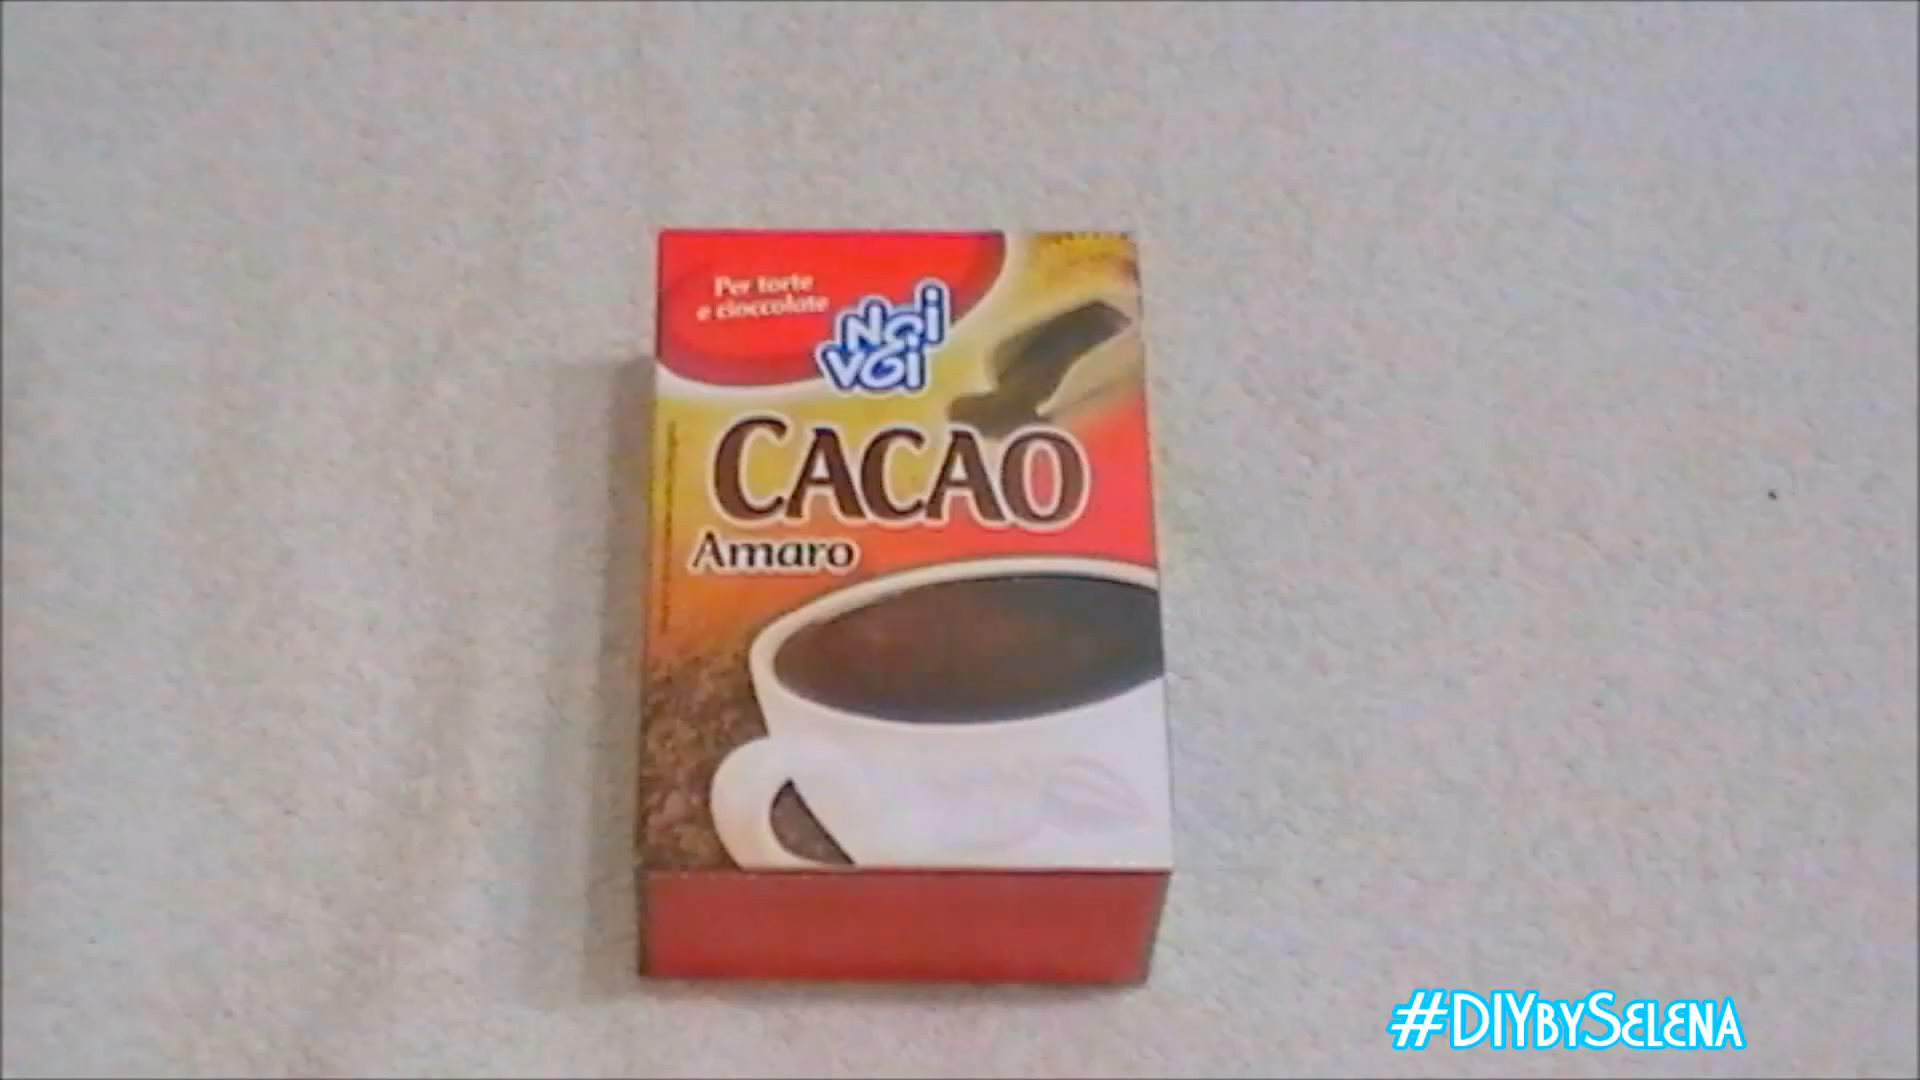 Per torte
e cioccolate
Noi
Voi
CACAO
Amaro
#DIYbySelena